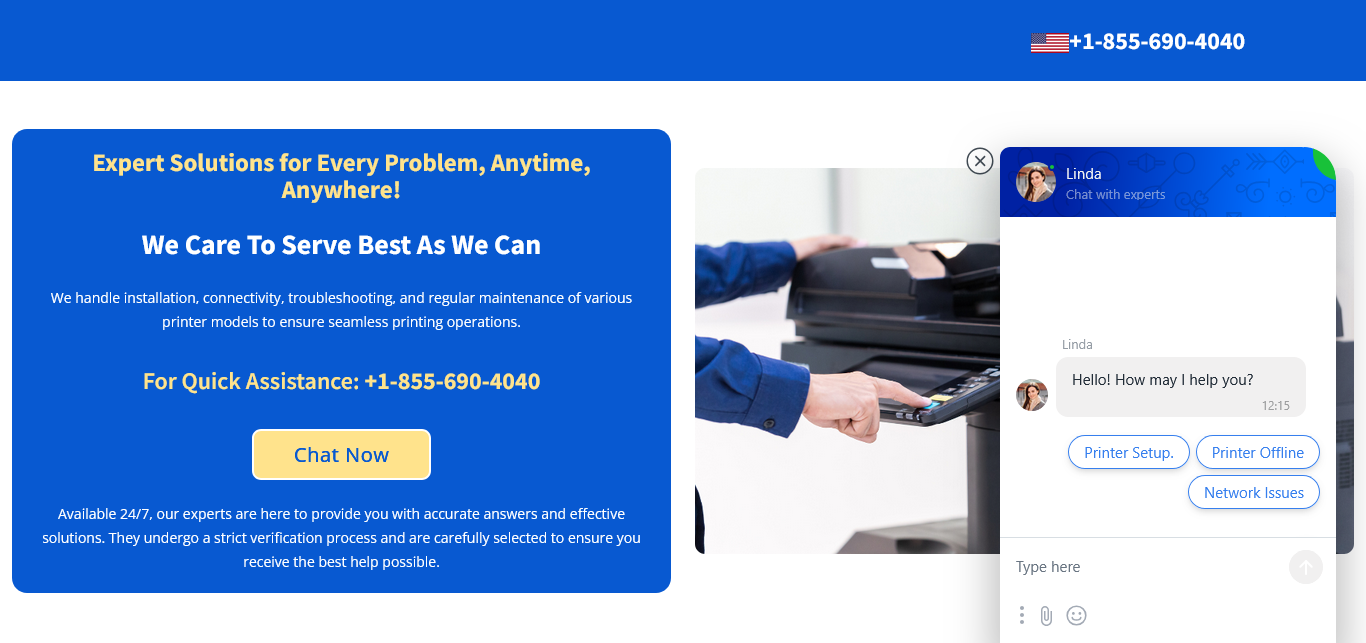 +1-855-690-4040
Expert Solutions for Every Problem, Anytime,
Anywhere!
We Care To Serve Best As We Can
We handle installation, connectivity, troubleshooting, and regular maintenance of various
printer models to ensure seamless printing operations.
For Quick Assistance: +1-855-690-4040
Chat Now
Available 24/7, our experts are here to provide you with accurate answers and effective
solutions. They undergo a strict verification process and are carefully selected to ensure you
receive the best help possible.
Linda
Chat with experts
Linda
Hello! How may I help you?
12:15
Printer Setup.
Printer Offline
Network Issues
Type here